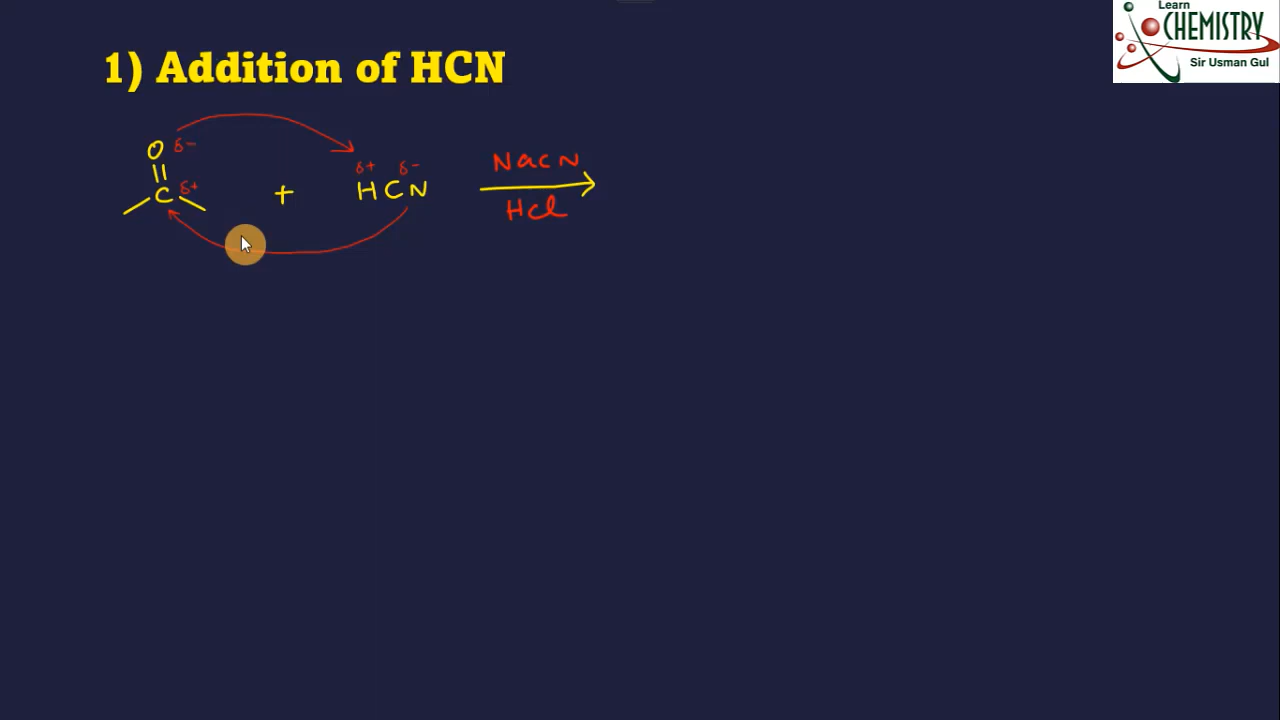 Learn
CHEMISTRY
Sir Usman Gul
1) Addition of HCN
O δ-
C δ+
+
δ+ δ-
HCN
NaCN
HCl